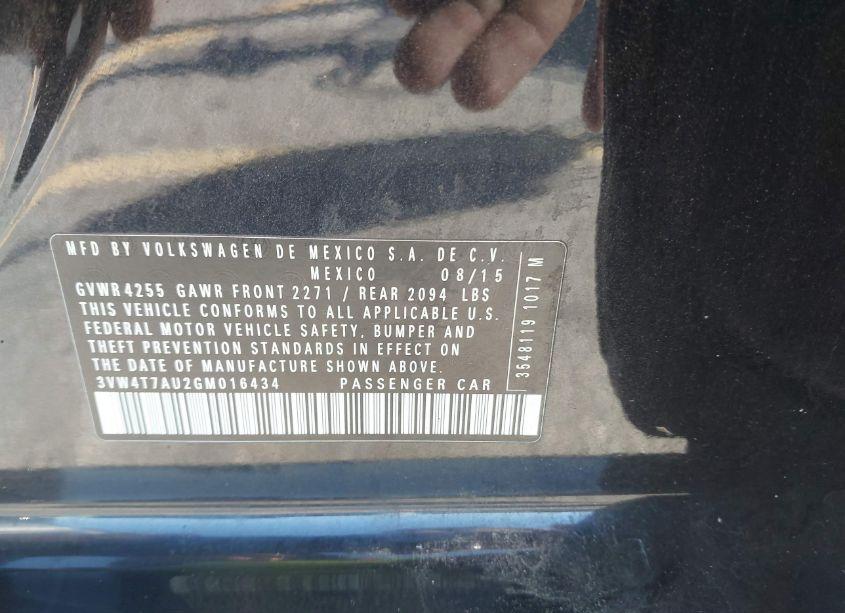 MFD BY VOLKSWAGEN DE MEXICO S.A. DE C.V.
MEXICO 08/15
GVWR 4255 GAWR FRONT 2271 / REAR 2094 LBS
THIS VEHICLE CONFORMS TO ALL APPLICABLE U.S.
FEDERAL MOTOR VEHICLE SAFETY, BUMPER AND
THEFT PREVENTION STANDARDS IN EFFECT ON
THE DATE OF MANUFACTURE SHOWN ABOVE.
3VW4T7AU2GM016434 PASSENGER CAR
3548119 1017 M